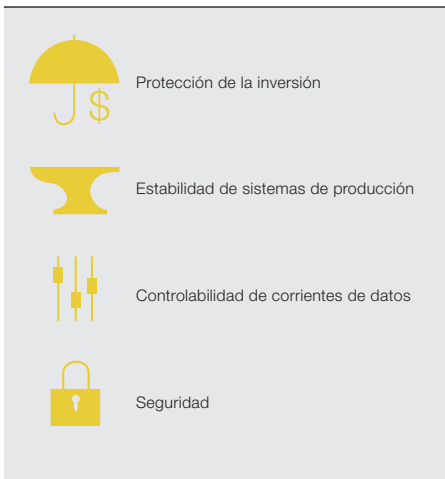 $
Protección de la inversión
Estabilidad de sistemas de producción
Controlabilidad de corrientes de datos
Seguridad